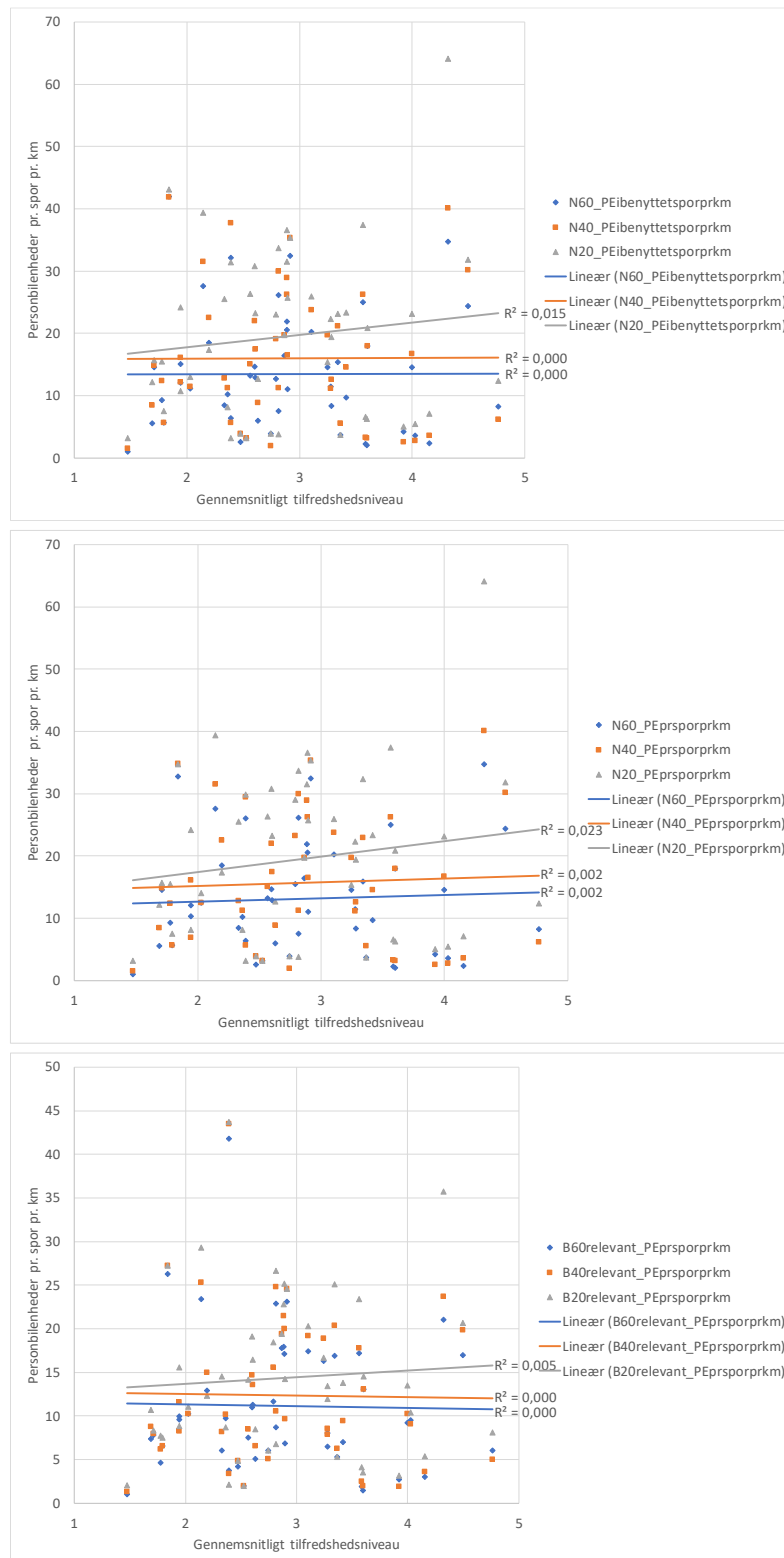 70
60
50
40
30
20
10
0
Personbilenheder pr. spor pr. km
1 2 3 4 5
Gennemsnitligt tilfredshedsniveau
R² = 0,015
R² = 0,000
R² = 0,000
N60_PEibenyttetsporprkm
N40_PEibenyttetsporprkm
N20_PEibenyttetsporprkm
Lineær (N60_PEibenyttetsporprkm)
Lineær (N40_PEibenyttetsporprkm)
Lineær (N20_PEibenyttetsporprkm)
70
60
50
40
30
20
10
0
Personbilenheder pr. spor pr. km
1 2 3 4 5
Gennemsnitligt tilfredshedsniveau
R² = 0,023
R² = 0,002
R² = 0,002
N60_PEprsporprkm
N40_PEprsporprkm
N20_PEprsporprkm
Lineær (N60_PEprsporprkm)
Lineær (N40_PEprsporprkm)
Lineær (N20_PEprsporprkm)
50
45
40
35
30
25
20
15
10
5
0
Personbilenheder pr. spor pr. km
1 2 3 4 5
Gennemsnitligt tilfredshedsniveau
R² = 0,005
R² = 0,000
R² = 0,000
B60relevant_PEprsporprkm
B40relevant_PEprsporprkm
B20relevant_PEprsporprkm
Lineær (B60relevant_PEprsporprkm)
Lineær (B40relevant_PEprsporprkm)
Lineær (B20relevant_PEprsporprkm)